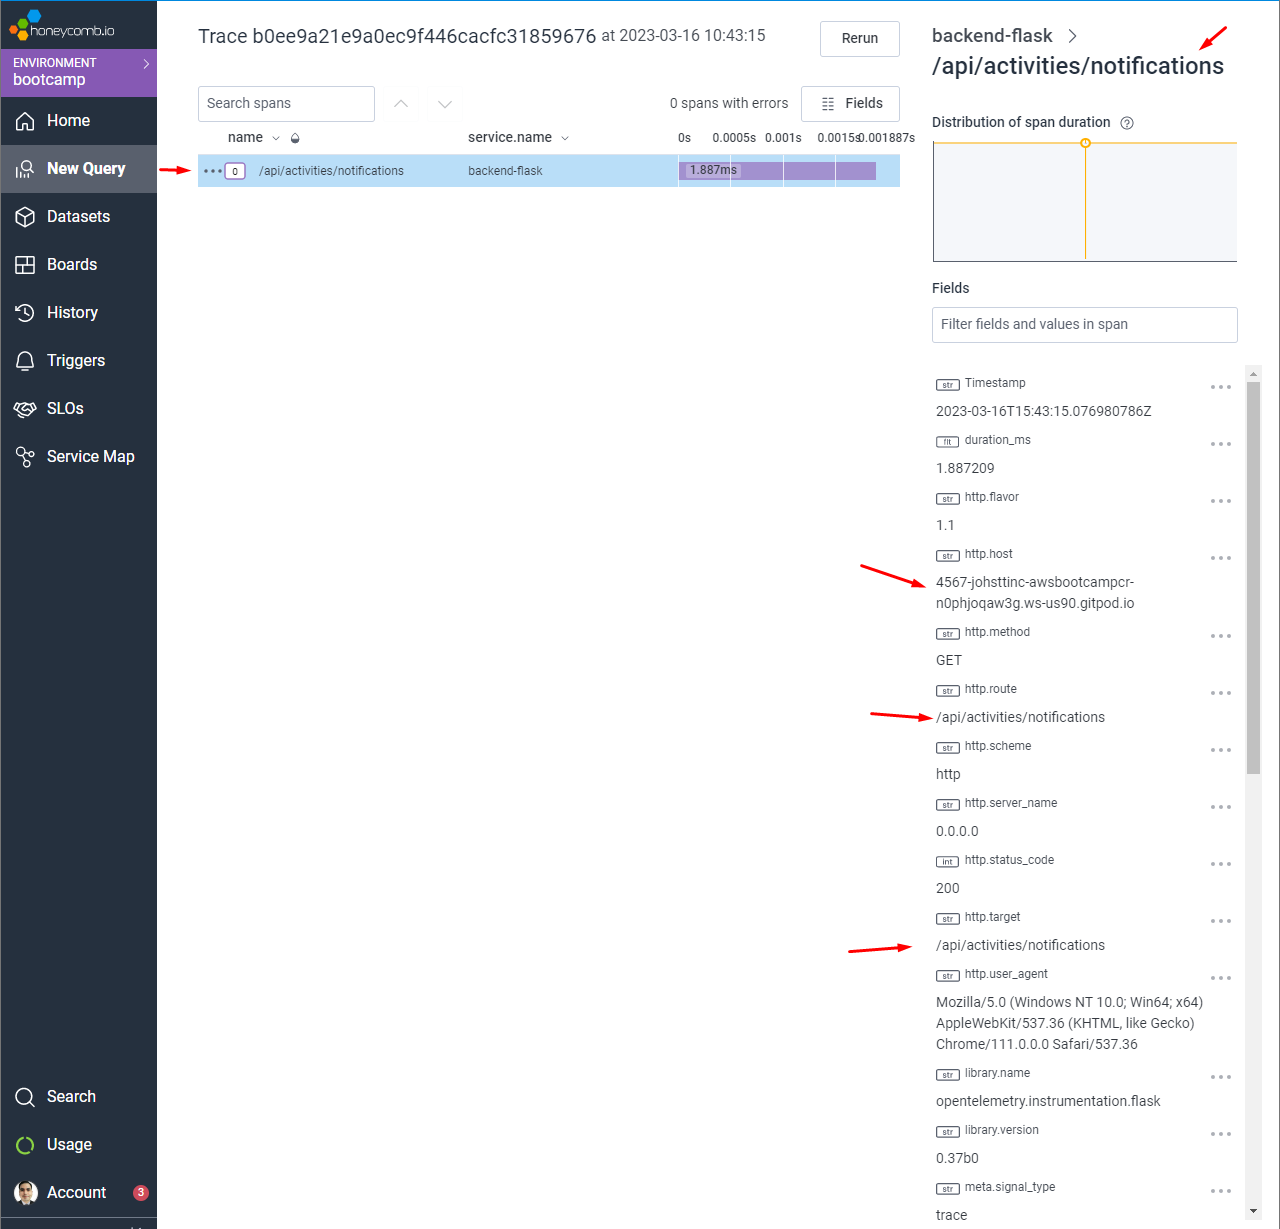 honeycomb.io
ENVIRONMENT
bootcamp
Home
New Query
Datasets
Boards
History
Triggers
SLOs
Service Map
Search
Usage
Account 3
Trace b0ee9a21e9a0ec9f446cacfc31859676 at 2023-03-16 10:43:15
Rerun
Search spans
0 spans with errors
Fields
name service.name 0s 0.0005s 0.001s 0.0015s 0.001887s
0 /api/activities/notifications backend-flask 1.887ms
backend-flask
/api/activities/notifications
Distribution of span duration ?
Fields
Filter fields and values in span
str Timestamp
2023-03-16T15:43:15.076980786Z
flt duration_ms
1.887209
str http.flavor
1.1
str http.host
4567-johsttinc-awsbootcampcr-
n0phjoqaw3g.ws-us90.gitpod.io
str http.method
GET
str http.route
/api/activities/notifications
str http.scheme
http
str http.server_name
0.0.0.0
int http.status_code
200
str http.target
/api/activities/notifications
str http.user_agent
Mozilla/5.0 (Windows NT 10.0; Win64; x64)
AppleWebKit/537.36 (KHTML, like Gecko)
Chrome/111.0.0.0 Safari/537.36
str library.name
opentelemetry.instrumentation.flask
str library.version
0.37b0
str meta.signal_type
trace